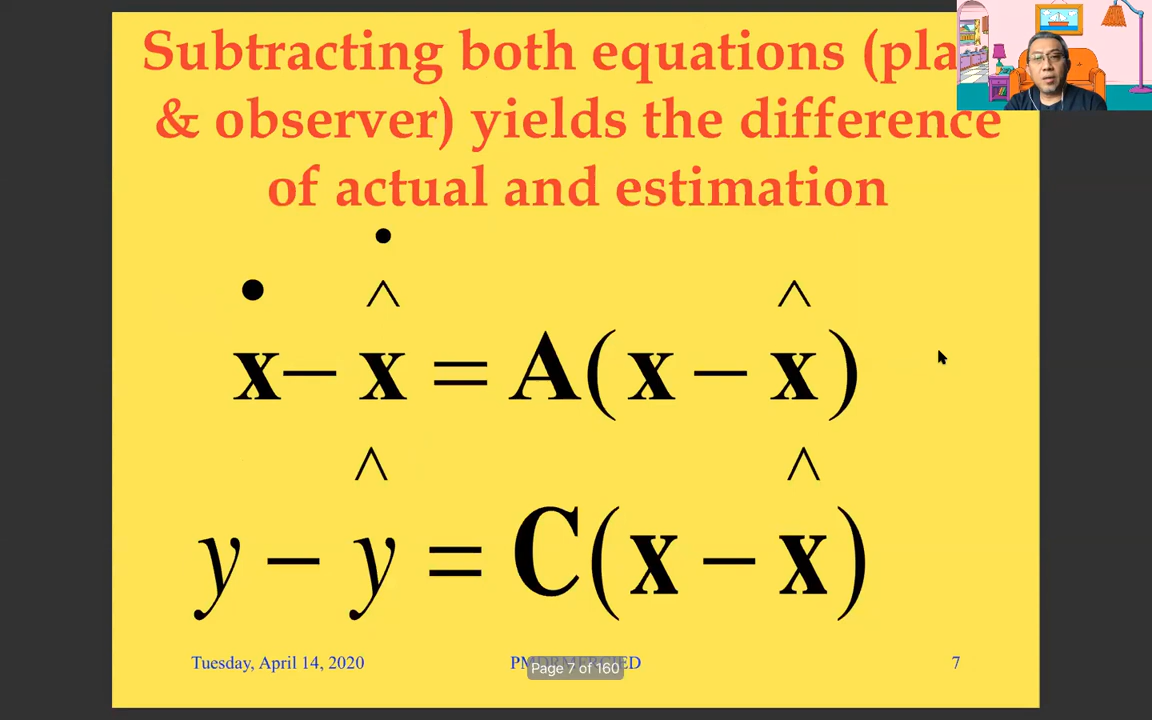 Subtracting both equations (pla
& observer) yields the difference
of actual and estimation
ẋ − x̂̇ = A(x − x̂)
y − ŷ = C(x − x̂)
Tuesday, April 14, 2020
Page 7 of 160
7